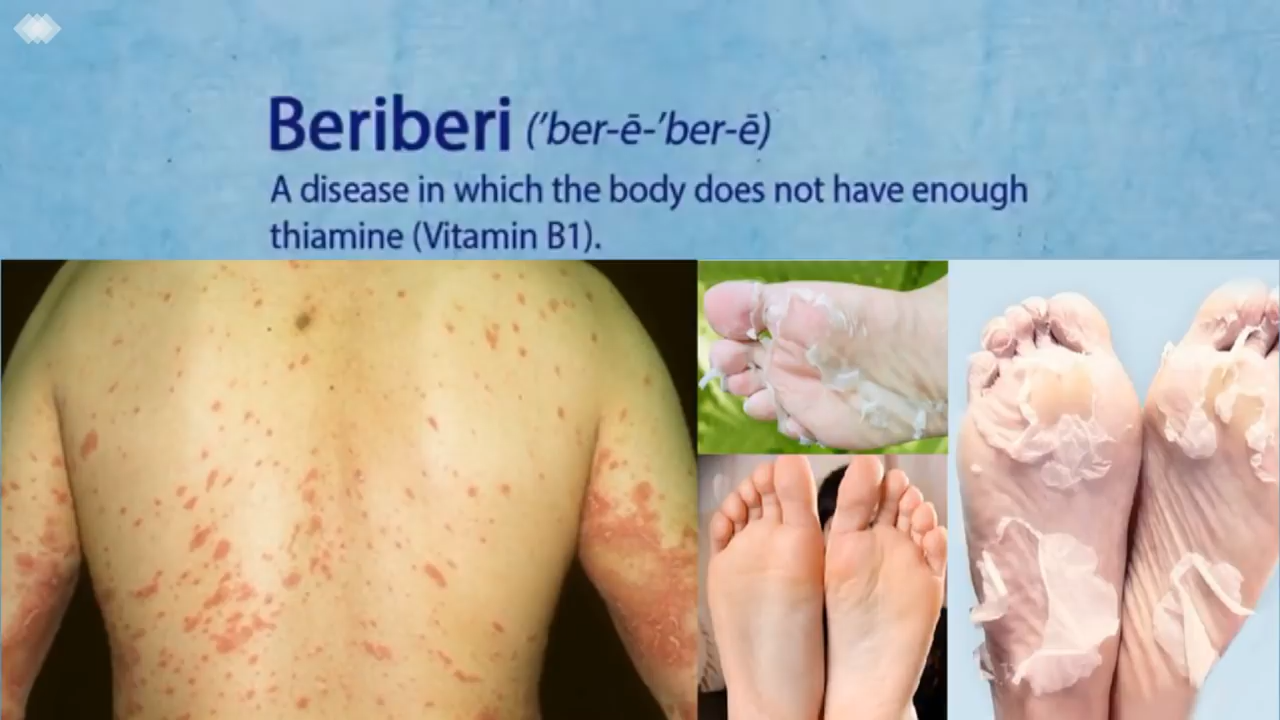 Beriberi (′ber-ē-′ber-ē)
A disease in which the body does not have enough
thiamine (Vitamin B1).